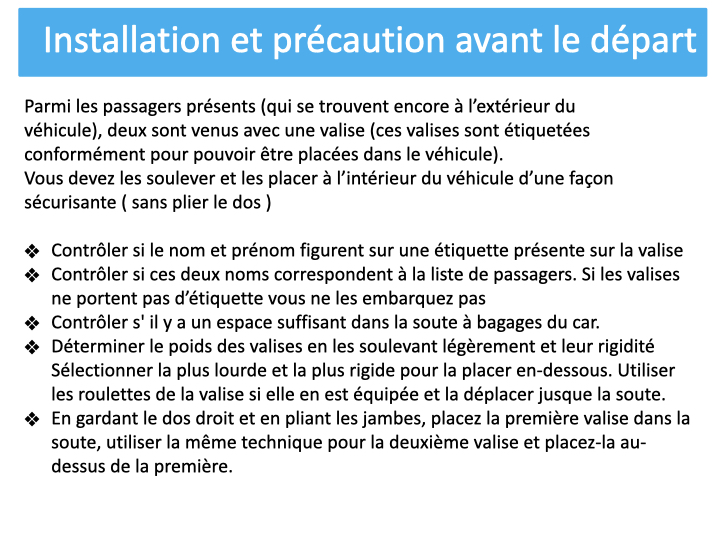 Installation et précaution avant le départ
Parmi les passagers présents (qui se trouvent encore à l’extérieur du
véhicule), deux sont venus avec une valise (ces valises sont étiquetées
conformément pour pouvoir être placées dans le véhicule).
Vous devez les soulever et les placer à l’intérieur du véhicule d’une façon
sécurisante ( sans plier le dos )
❖ Contrôler si le nom et prénom figurent sur une étiquette présente sur la valise
❖ Contrôler si ces deux noms correspondent à la liste de passagers. Si les valises
ne portent pas d’étiquette vous ne les embarquez pas
❖ Contrôler s' il y a un espace suffisant dans la soute à bagages du car.
❖ Déterminer le poids des valises en les soulevant légèrement et leur rigidité
Sélectionner la plus lourde et la plus rigide pour la placer en-dessous. Utiliser
les roulettes de la valise si elle en est équipée et la déplacer jusque la soute.
❖ En gardant le dos droit et en pliant les jambes, placez la première valise dans la
soute, utiliser la même technique pour la deuxième valise et placez-la au-
dessus de la première.